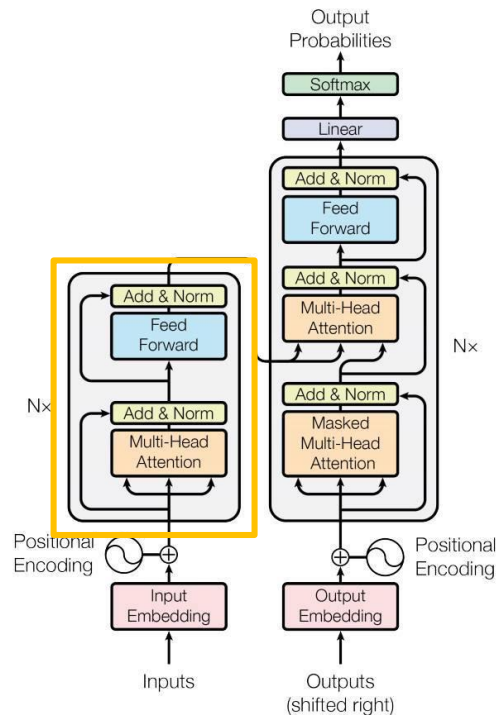 Output
Probabilities
Softmax
Linear
Add & Norm
Feed
Forward
Add & Norm
Multi-Head
Attention
Add & Norm
Masked
Multi-Head
Attention
N×
Add & Norm
Feed
Forward
Add & Norm
Multi-Head
Attention
N×
Positional
Encoding
Positional
Encoding
Input
Embedding
Output
Embedding
Inputs
Outputs
(shifted right)